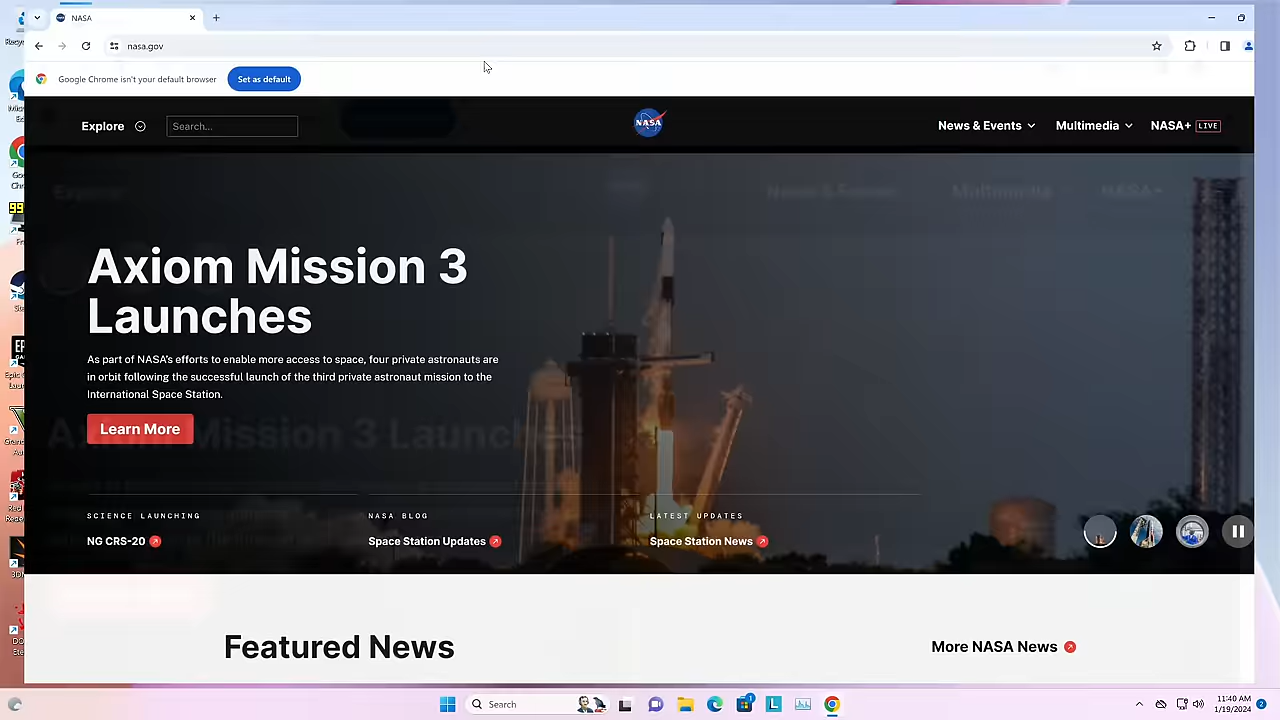 NASA
nasa.gov
Google Chrome isn't your default browser
Set as default
Explore
Search...
NASA
News & Events
Multimedia
NASA+ LIVE
Axiom Mission 3
Launches
As part of NASA's efforts to enable more access to space, four private astronauts are
in orbit following the successful launch of the third private astronaut mission to the
International Space Station.
Learn More
SCIENCE LAUNCHING
NASA BLOG
LATEST UPDATES
NG CRS-20
Space Station Updates
Space Station News
Featured News
More NASA News
Search
11:40 AM
1/19/2024